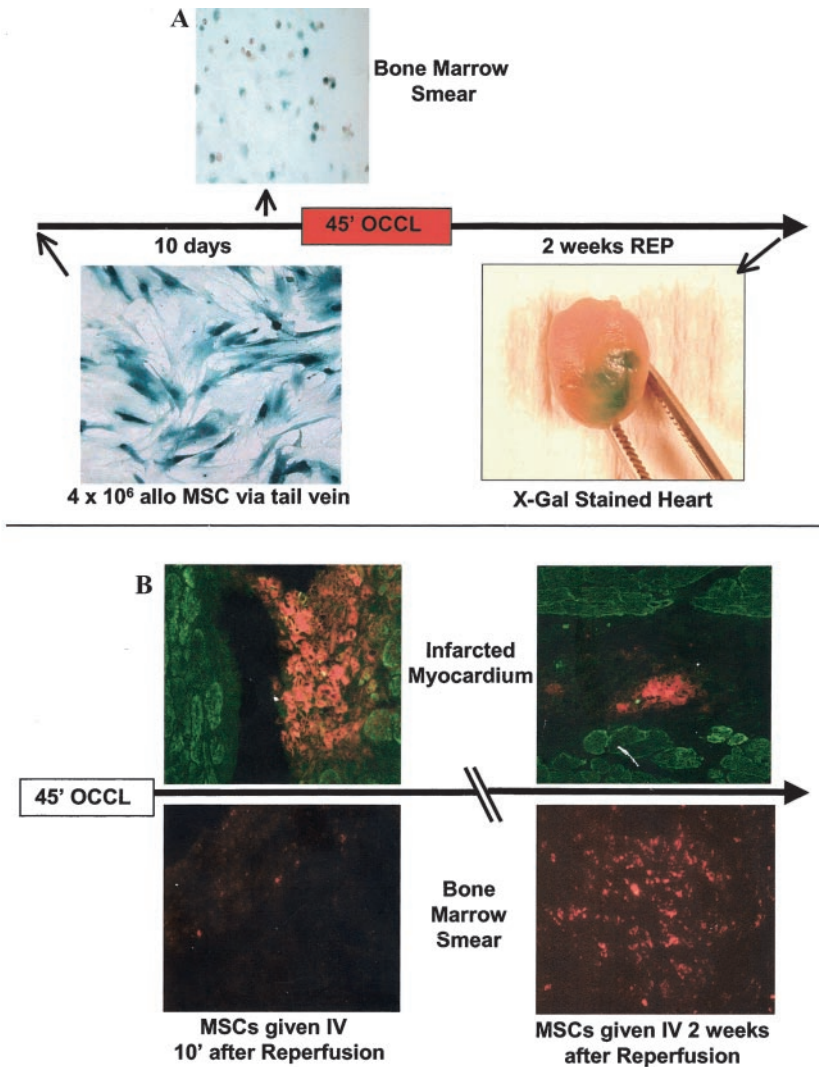 A
Bone Marrow
Smear
45' OCCL
10 days
2 weeks REP
4 x 10⁶ allo MSC via tail vein
X-Gal Stained Heart
B
Infarcted
Myocardium
45' OCCL
Bone
Marrow
Smear
MSCs given IV
10' after Reperfusion
MSCs given IV 2 weeks
after Reperfusion